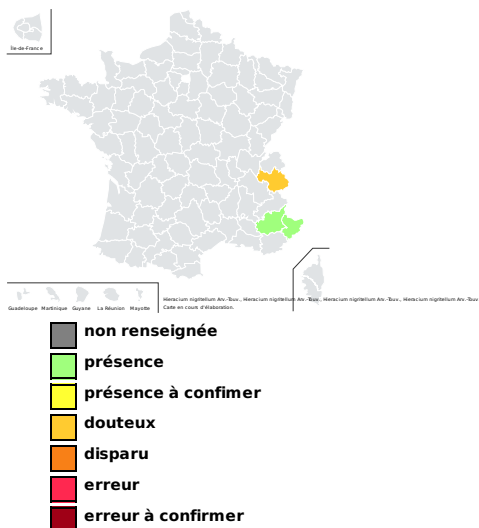 Île-de-France
Guadeloupe Martinique Guyane La Réunion Mayotte
Hieracium nigritellum Arv.-Touv., Hieracium nigritellum Arv.-Touv., Hieracium nigritellum Arv.-Touv., Hieracium nigritellum Arv.-Touv
Carte en cours d'élaboration.
non renseignée
présence
présence à confimer
douteux
disparu
erreur
erreur à confirmer